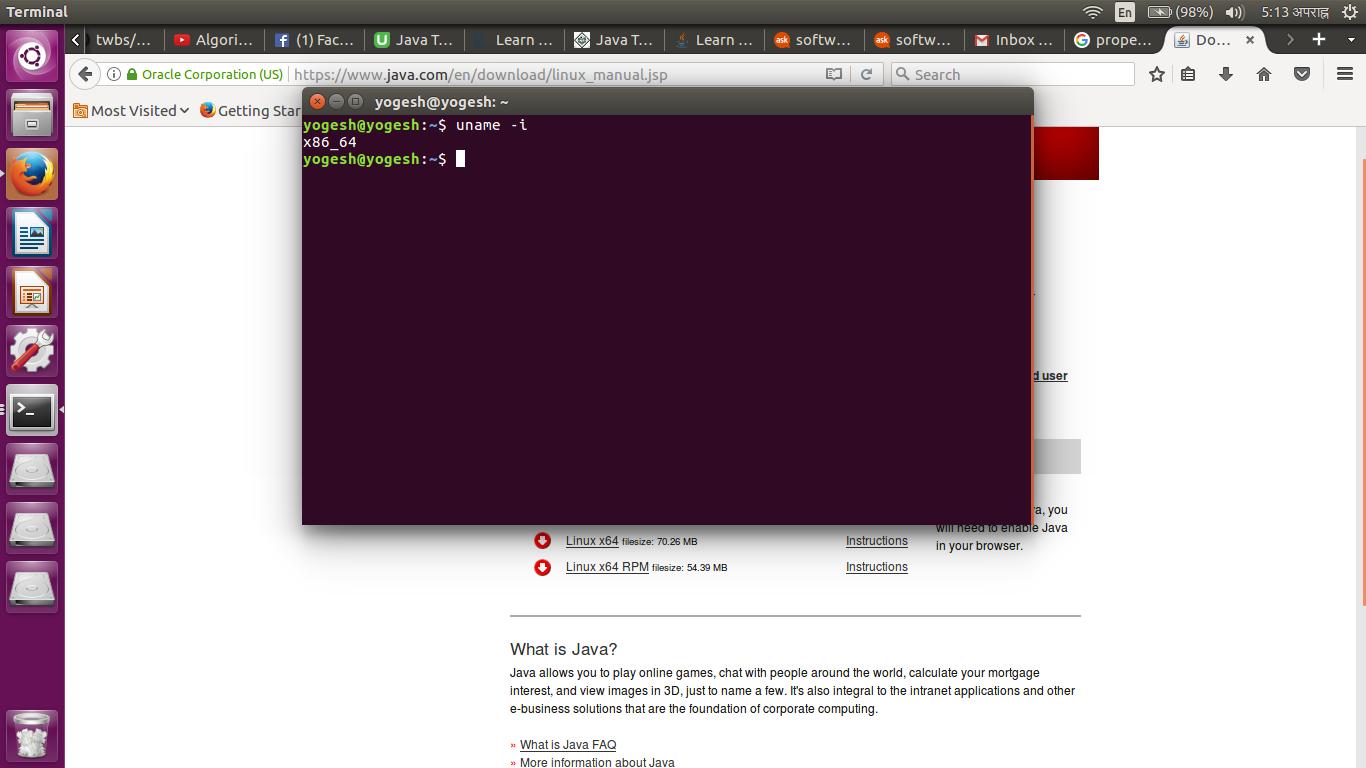 Terminal
En (98%) 5:13 अपराह्न
twbs/... Algori... (1) Fac... Java T... Learn ... Java T... Learn ... softw... softw... Inbox ... prope... Do...
Oracle Corporation (US) https://www.java.com/en/download/linux_manual.jsp Search
Most Visited Getting Star
yogesh@yogesh: ~
yogesh@yogesh:~$ uname -i
x86_64
yogesh@yogesh:~$
d user
va, you
will need to enable Java
in your browser.
Linux x64 filesize: 70.26 MB Instructions
Linux x64 RPM filesize: 54.39 MB Instructions
What is Java?
Java allows you to play online games, chat with people around the world, calculate your mortgage
interest, and view images in 3D, just to name a few. It's also integral to the intranet applications and other
e-business solutions that are the foundation of corporate computing.
» What is Java FAQ
» More information about Java